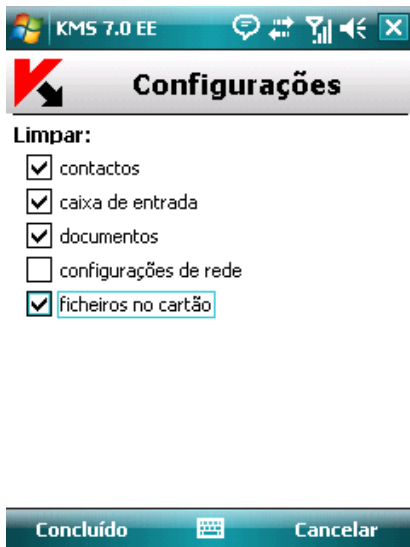 KMS 7.0 EE
Configurações
Limpar:
contactos
caixa de entrada
documentos
configurações de rede
ficheiros no cartão
Concluído Cancelar